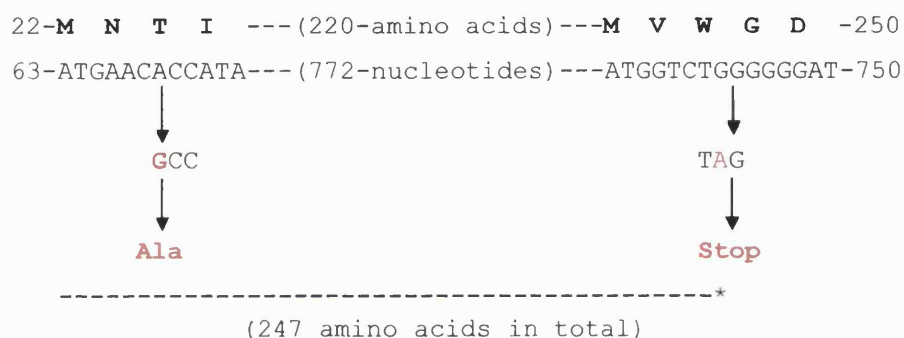 22-M N T I ---(220-amino acids)---M V W G D -250
63-ATGAACACCATA---(772-nucleotides)---ATGGTCTGGGGGGAT-750
GCC TAG
Ala Stop
----------------------------------------------------*
(247 amino acids in total)